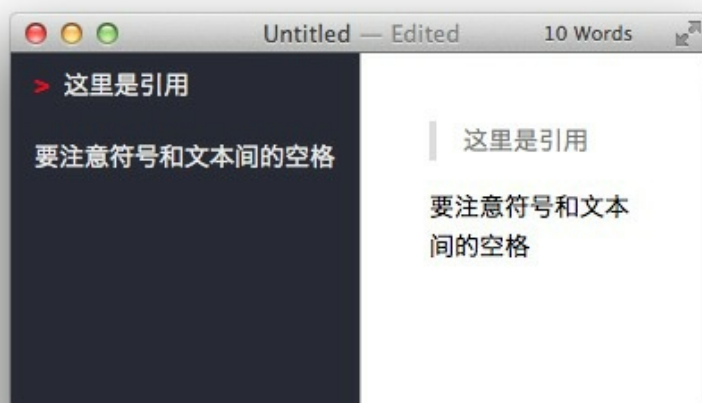 Untitled — Edited
10 Words
> 这里是引用
要注意符号和文本间的空格
这里是引用
要注意符号和文本
间的空格